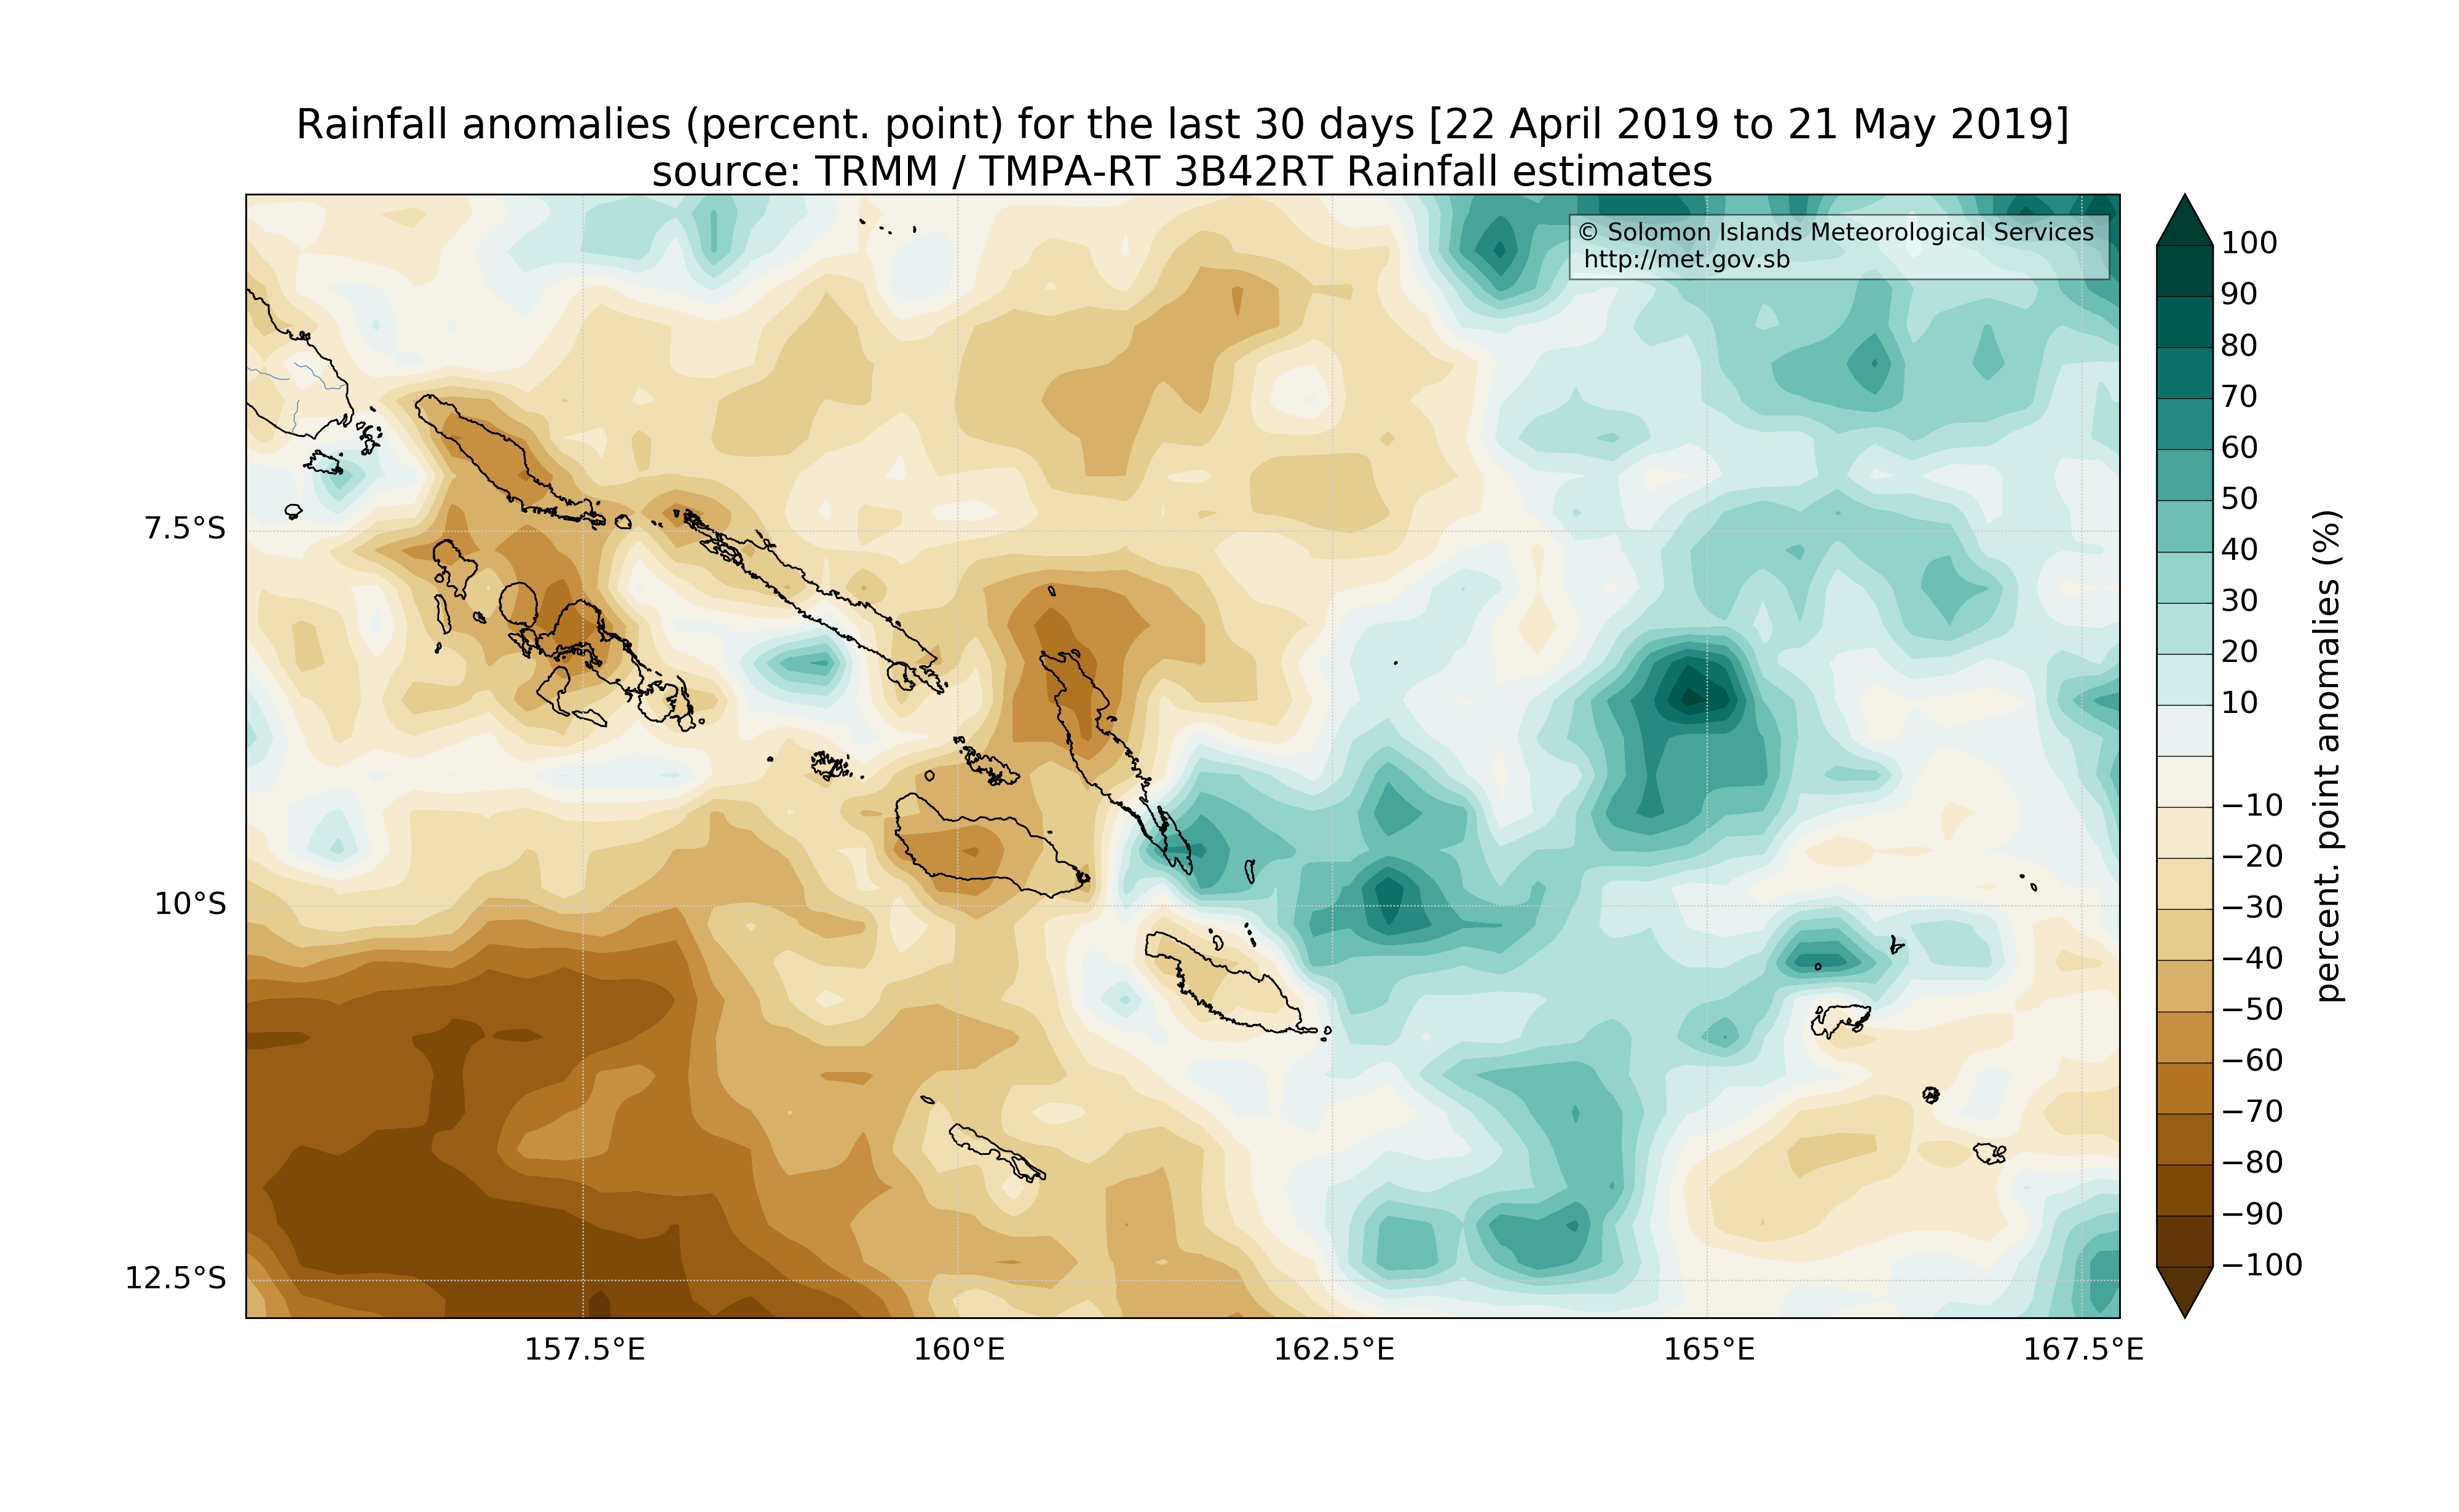 Rainfall anomalies (percent. point) for the last 30 days [22 April 2019 to 21 May 2019]
source: TRMM / TMPA-RT 3B42RT Rainfall estimates
© Solomon Islands Meteorological Services
http://met.gov.sb
7.5°S
10°S
12.5°S
157.5°E
160°E
162.5°E
165°E
167.5°E
100
90
80
70
60
50
40
30
20
10
−10
−20
−30
−40
−50
−60
−70
−80
−90
−100
percent. point anomalies (%)